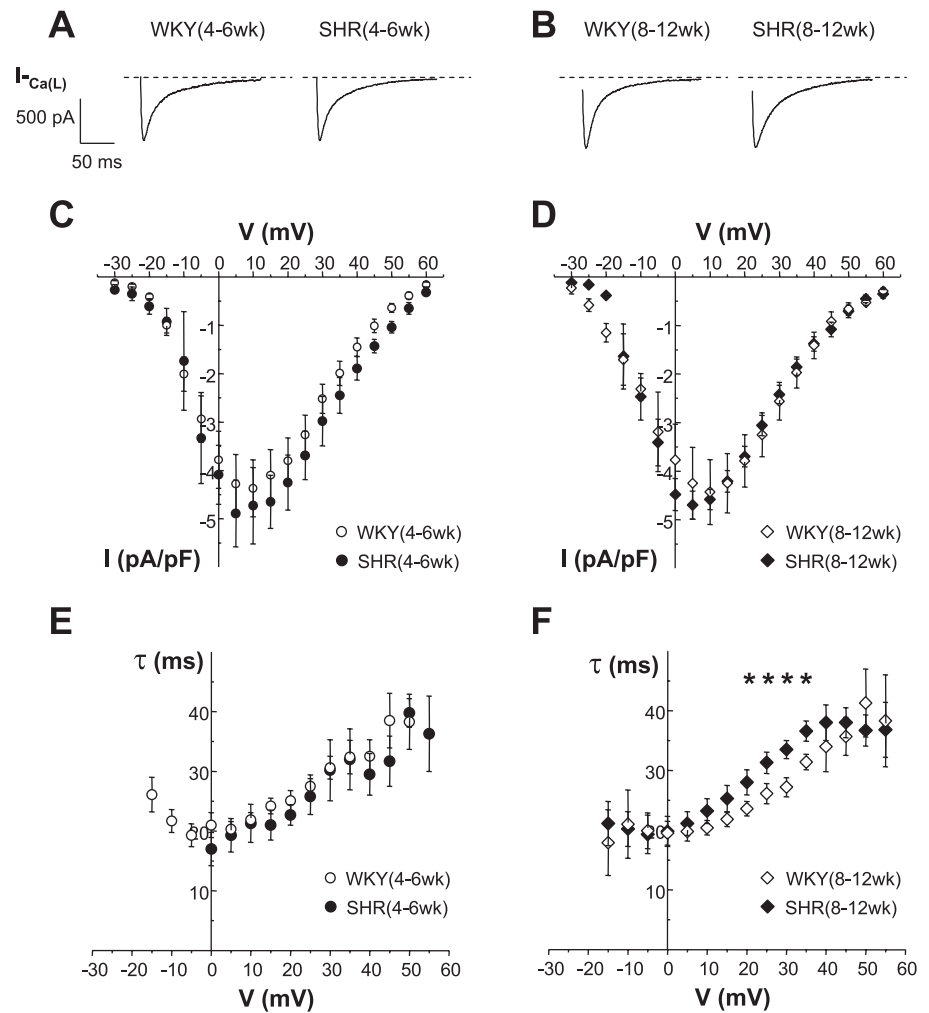 A
WKY(4-6wk) SHR(4-6wk)
B
WKY(8-12wk) SHR(8-12wk)
I-Ca(L)
500 pA
50 ms
C
V (mV)
-30 -20 -10 0 10 20 30 40 50 60
-1
-2
-3
-4
-5
I (pA/pF)
WKY(4-6wk)
SHR(4-6wk)
D
V (mV)
-30 -20 -10 0 10 20 30 40 50 60
-1
-2
-3
-4
-5
I (pA/pF)
WKY(8-12wk)
SHR(8-12wk)
E
τ (ms)
40
30
20
10
WKY(4-6wk)
SHR(4-6wk)
-30 -20 -10 0 10 20 30 40 50 60
V (mV)
F
τ (ms)
* * * *
40
30
20
10
WKY(8-12wk)
SHR(8-12wk)
-30 -20 -10 0 10 20 30 40 50 60
V (mV)